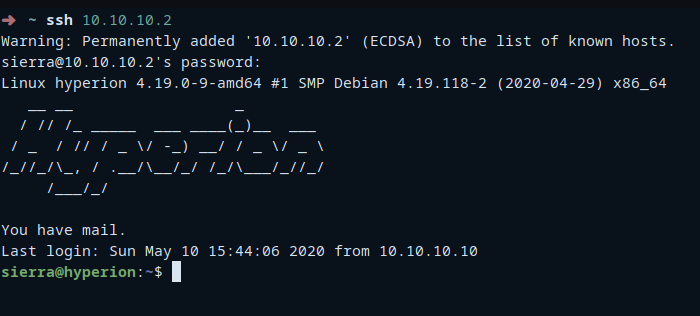 ➜ ~ ssh 10.10.10.2
Warning: Permanently added '10.10.10.2' (ECDSA) to the list of known hosts.
sierra@10.10.10.2's password:
Linux hyperion 4.19.0-9-amd64 #1 SMP Debian 4.19.118-2 (2020-04-29) x86_64
   __ __                    _
  / // /_ _____  ___ ____(_)__  ___
 / _  / // / _ \/ -_) __/ / _ \/ _ \
/_//_/\_, / .__/\__/_/ /_/\___/_//_/
     /___/_/
You have mail.
Last login: Sun May 10 15:44:06 2020 from 10.10.10.10
sierra@hyperion:~$